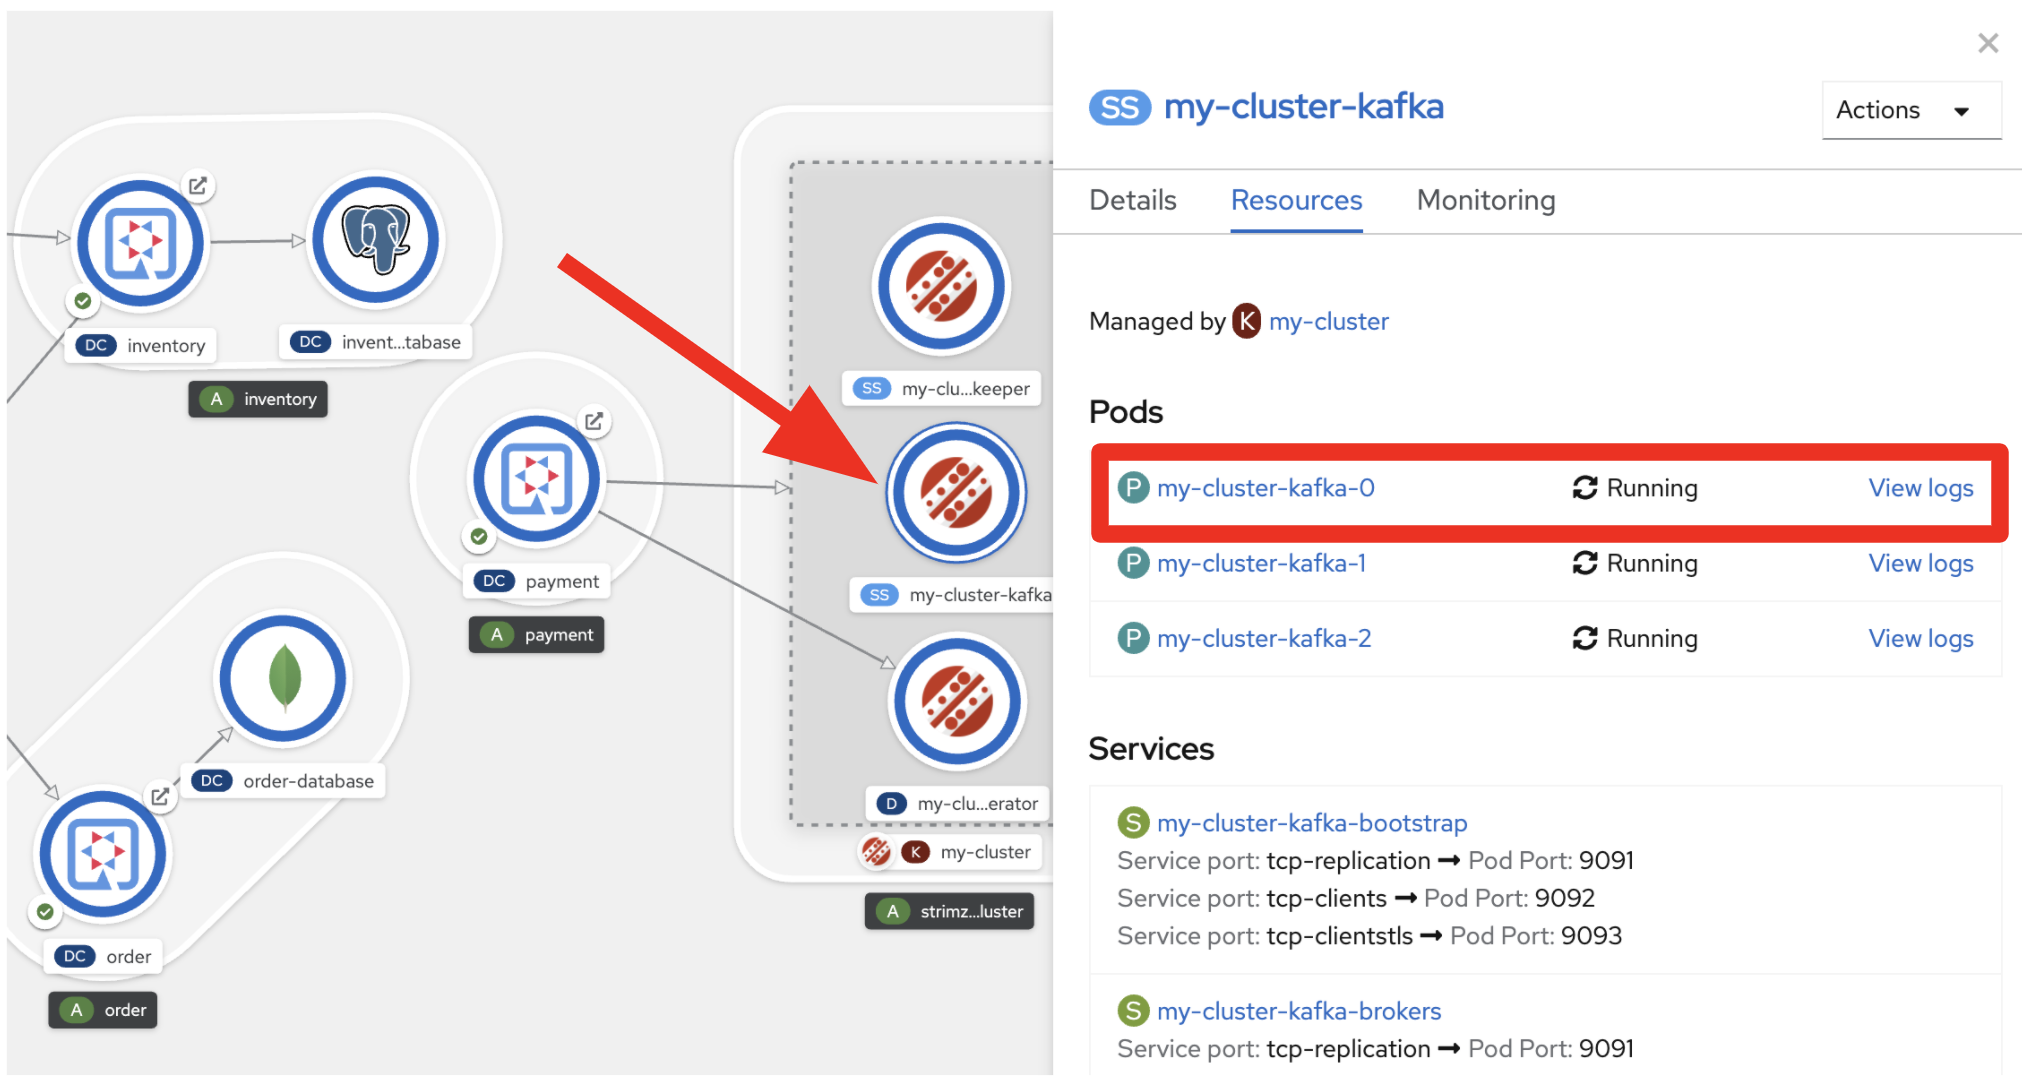 DC inventory
DC invent...tabase
A inventory
DC payment
A payment
DC order-database
DC order
A order
SS my-clu...keeper
SS my-cluster-kafka
D my-clu...erator
K my-cluster
A strimz...luster
SS my-cluster-kafka
Actions
Details Resources Monitoring
Managed by K my-cluster
Pods
P my-cluster-kafka-0 Running View logs
P my-cluster-kafka-1 Running View logs
P my-cluster-kafka-2 Running View logs
Services
S my-cluster-kafka-bootstrap
Service port: tcp-replication → Pod Port: 9091
Service port: tcp-clients → Pod Port: 9092
Service port: tcp-clientstls → Pod Port: 9093
S my-cluster-kafka-brokers
Service port: tcp-replication → Pod Port: 9091